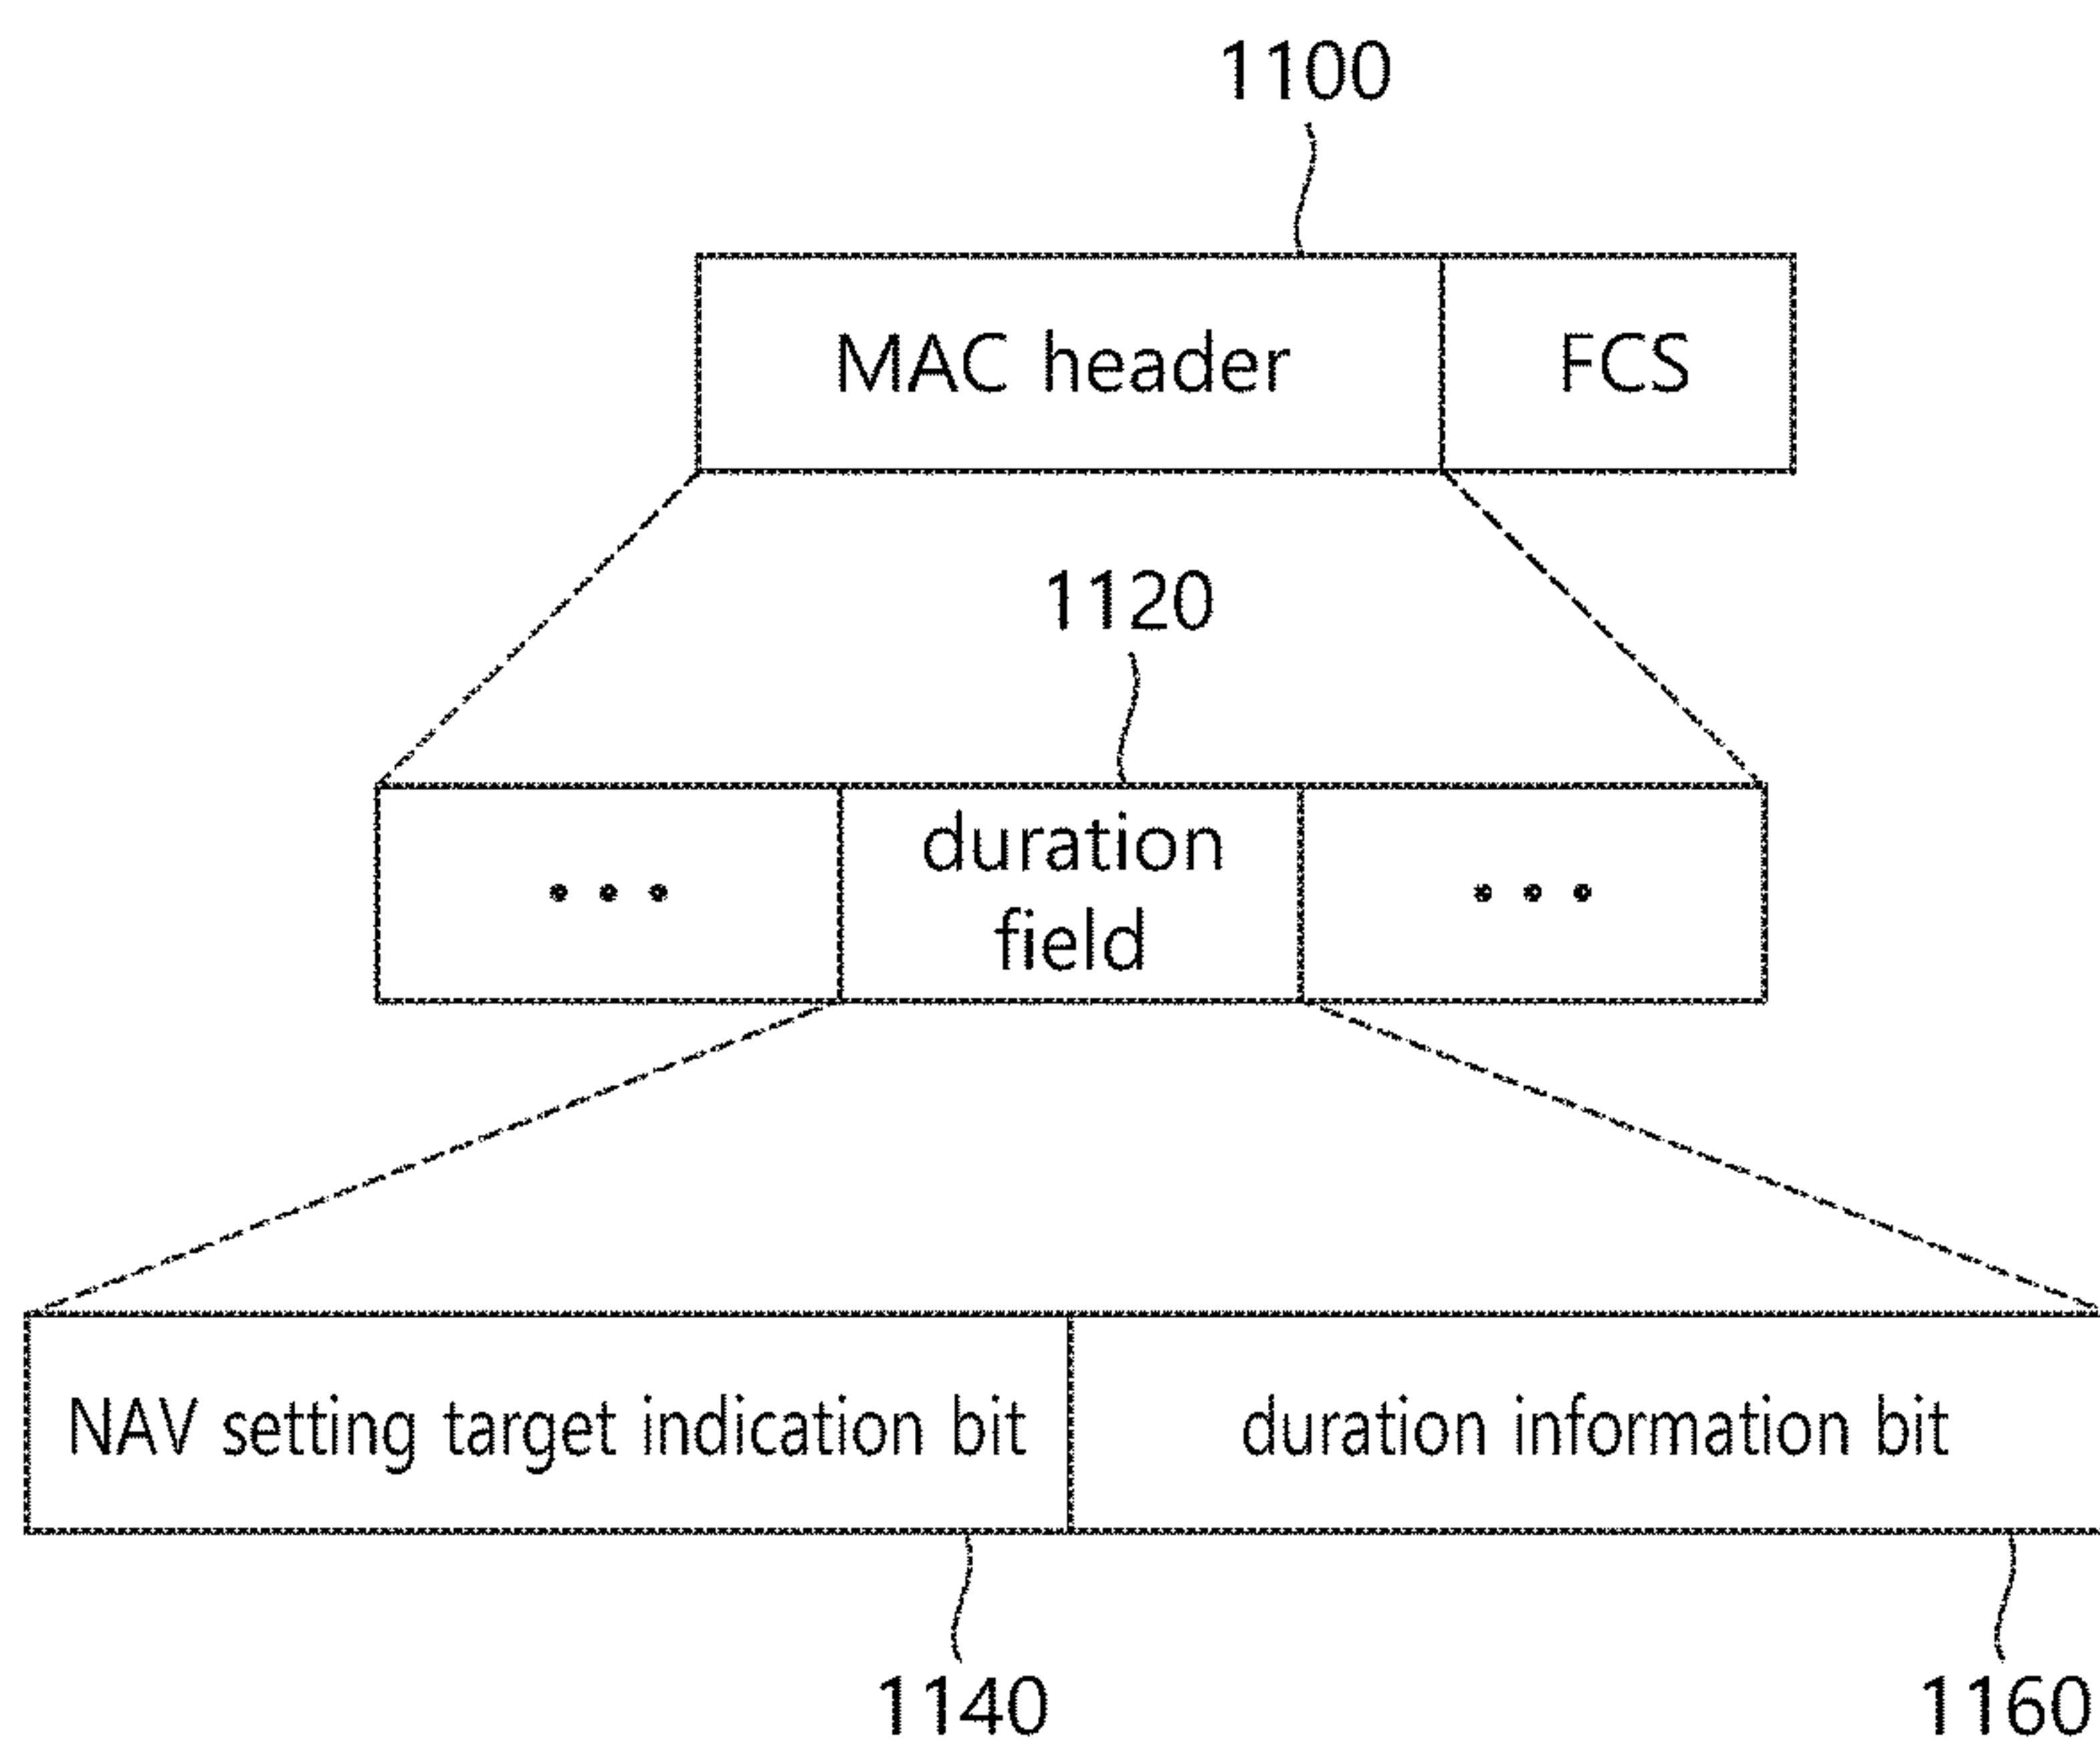 1100
MAC header FCS
1120
... duration ...
field
NAV setting target indication bit duration information bit
1140 1160